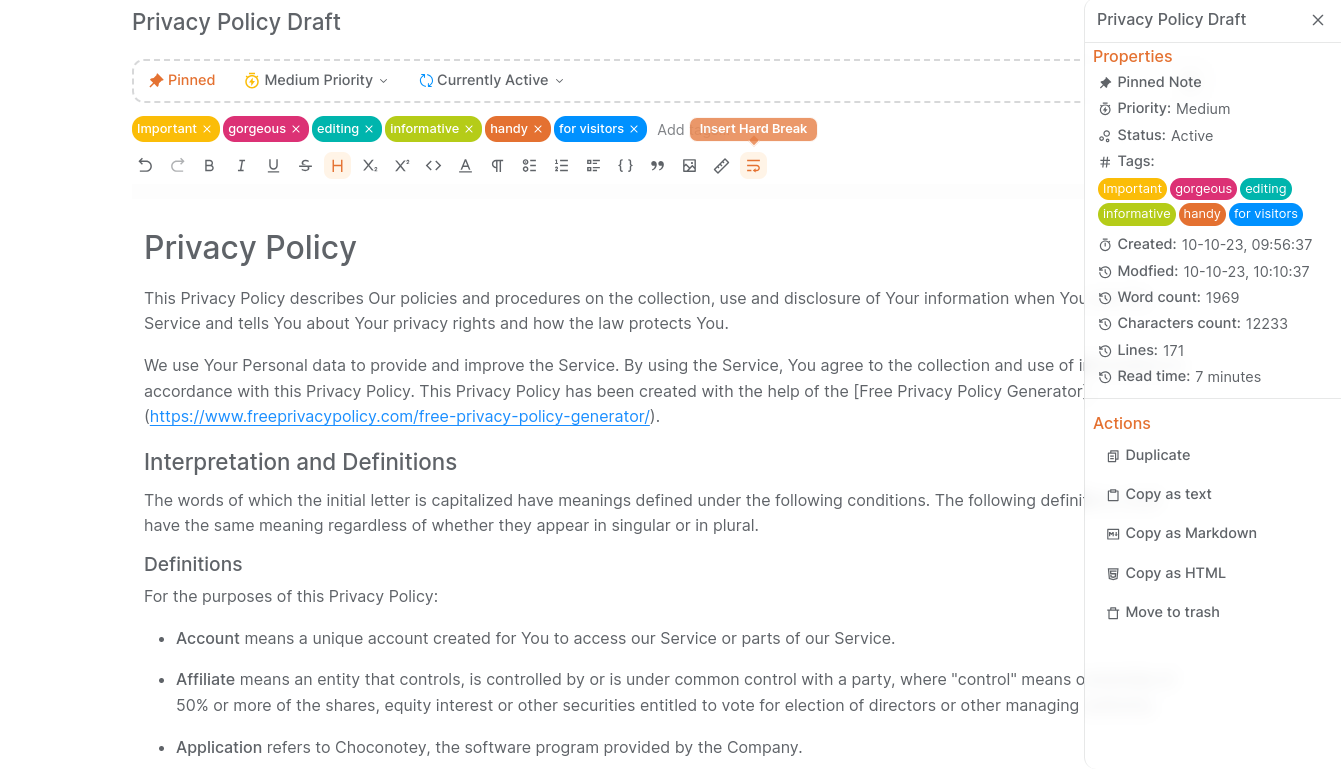 Privacy Policy Draft
Pinned Medium Priority Currently Active
Important gorgeous editing informative handy for visitors Add Insert Hard Break
B I U S H X₂ X² <> A ¶ { }
Privacy Policy
This Privacy Policy describes Our policies and procedures on the collection, use and disclosure of Your information when You
Service and tells You about Your privacy rights and how the law protects You.
We use Your Personal data to provide and improve the Service. By using the Service, You agree to the collection and use of
accordance with this Privacy Policy. This Privacy Policy has been created with the help of the [Free Privacy Policy Generator]
(https://www.freeprivacypolicy.com/free-privacy-policy-generator/).
Interpretation and Definitions
The words of which the initial letter is capitalized have meanings defined under the following conditions. The following
have the same meaning regardless of whether they appear in singular or in plural.
Definitions
For the purposes of this Privacy Policy:
• Account means a unique account created for You to access our Service or parts of our Service.
• Affiliate means an entity that controls, is controlled by or is under common control with a party, where "control" means
50% or more of the shares, equity interest or other securities entitled to vote for election of directors or other managing
• Application refers to Choconotey, the software program provided by the Company.
Privacy Policy Draft
Properties
Pinned Note
Priority: Medium
Status: Active
# Tags:
Important gorgeous editing
informative handy for visitors
Created: 10-10-23, 09:56:37
Modfied: 10-10-23, 10:10:37
Word count: 1969
Characters count: 12233
Lines: 171
Read time: 7 minutes
Actions
Duplicate
Copy as text
Copy as Markdown
Copy as HTML
Move to trash